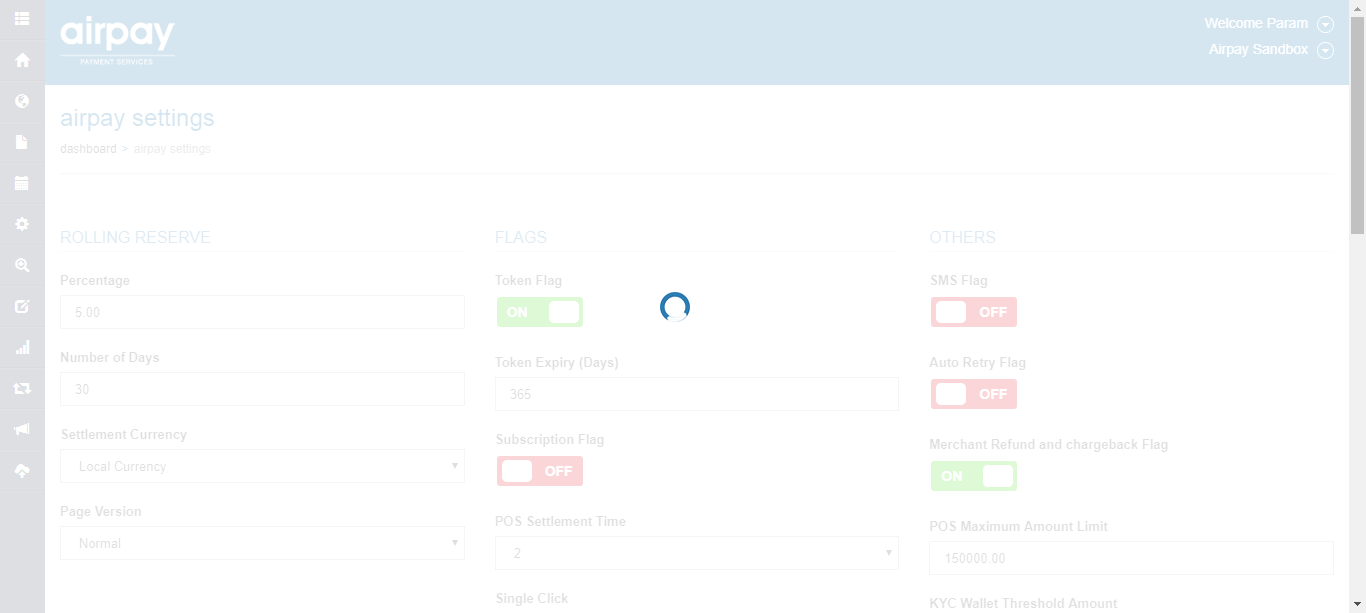 airpay
PAYMENT SERVICES
Welcome Param
Airpay Sandbox
airpay settings
dashboard > airpay settings
ROLLING RESERVE
Percentage
5.00
Number of Days
30
Settlement Currency
Local Currency
Page Version
Normal
FLAGS
Token Flag
ON
Token Expiry (Days)
365
Subscription Flag
OFF
POS Settlement Time
2
Single Click
OTHERS
SMS Flag
OFF
Auto Retry Flag
OFF
Merchant Refund and chargeback Flag
ON
POS Maximum Amount Limit
150000.00
KYC Wallet Threshold Amount